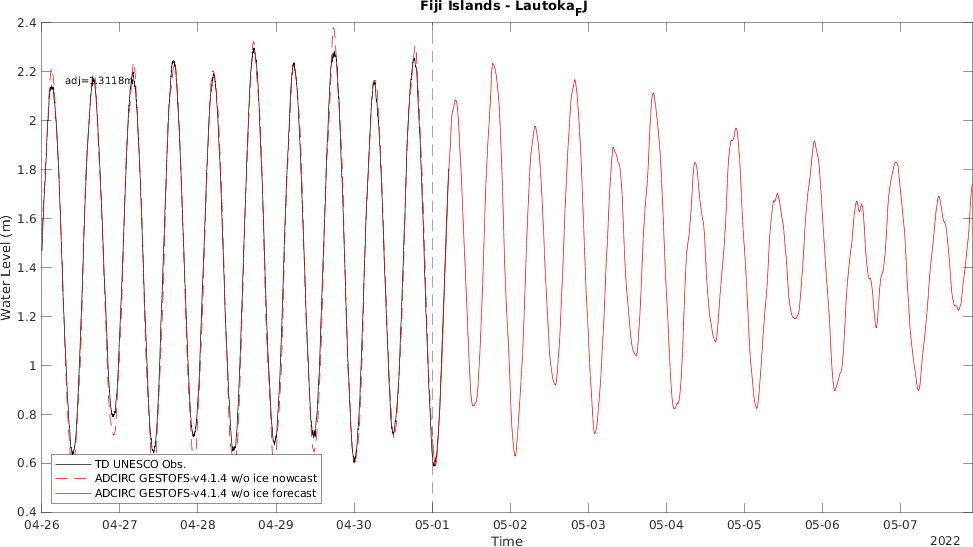 Fiji Islands - Lautoka_FJ
2.4
2.2
2
1.8
1.6
1.4
1.2
1
0.8
0.6
0.4
Water Level (m)
adj=1.3118m
TD UNESCO Obs.
ADCIRC GESTOFS-v4.1.4 w/o ice nowcast
ADCIRC GESTOFS-v4.1.4 w/o ice forecast
04-26 04-27 04-28 04-29 04-30 05-01 05-02 05-03 05-04 05-05 05-06 05-07
Time
2022